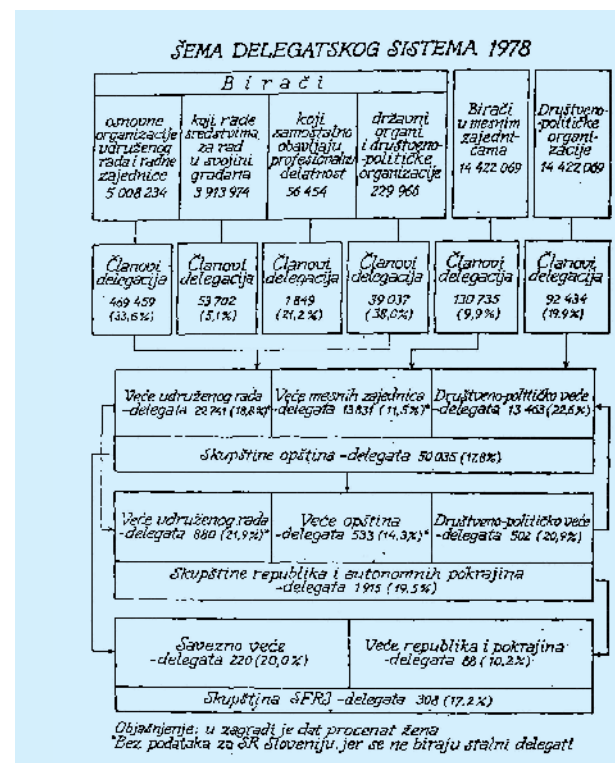 ŠEMA DELEGATSKOG SISTEMA 1978
Birači
osnovne
organizacije
udruženog
rada i radne
zajednice
5 008 234
koji rade
sredstvima
za rad
u svojini
građana
3 913 974
koji
samostalno
obavljaju
profesionalnu
delatnost
56 454
državni
organi
i društveno-
političke
organizacije
229 966
Birači
u mesnim
zajedni-
cama
14 422 069
Društveno-
političke
organi-
zacije
14 422 069
Članovi
delegacija
469 459
(33,6%)
Članovi
delegacija
53 702
(5,1%)
Članovi
delegacija
1 849
(21,2%)
Članovi
delegacija
39 037
(38,0%)
Članovi
delegacija
130 735
(9,9%)
Članovi
delegacija
92 434
(19,9%)
Veće udruženog rada
-delegata 22 741 (18,8%)*
Veće mesnih zajednica
-delegata 13 831 (11,5%)*
Društveno-političko veće
-delegata 13 463 (22,6%)
Skupštine opština -delegata 50 035 (17,8%)
Veće udruženog rada
-delegata 880 (21,9%)*
Veće opština
-delegata 533 (14,3%)*
Društveno-političko veće
-delegata 502 (20,9%)
Skupštine republika i autonomnih pokrajina
-delegata 1 915 (19,5%)
Savezno veće
-delegata 220 (20,0%)
Veće republika i pokrajina
-delegata 88 (10,2%)
Skupština SFRJ -delegata 308 (17,2%)
Objašnjenje: u zagradi je dat procenat žena
*Bez podataka za SR Sloveniju, jer se ne biraju stalni delegati